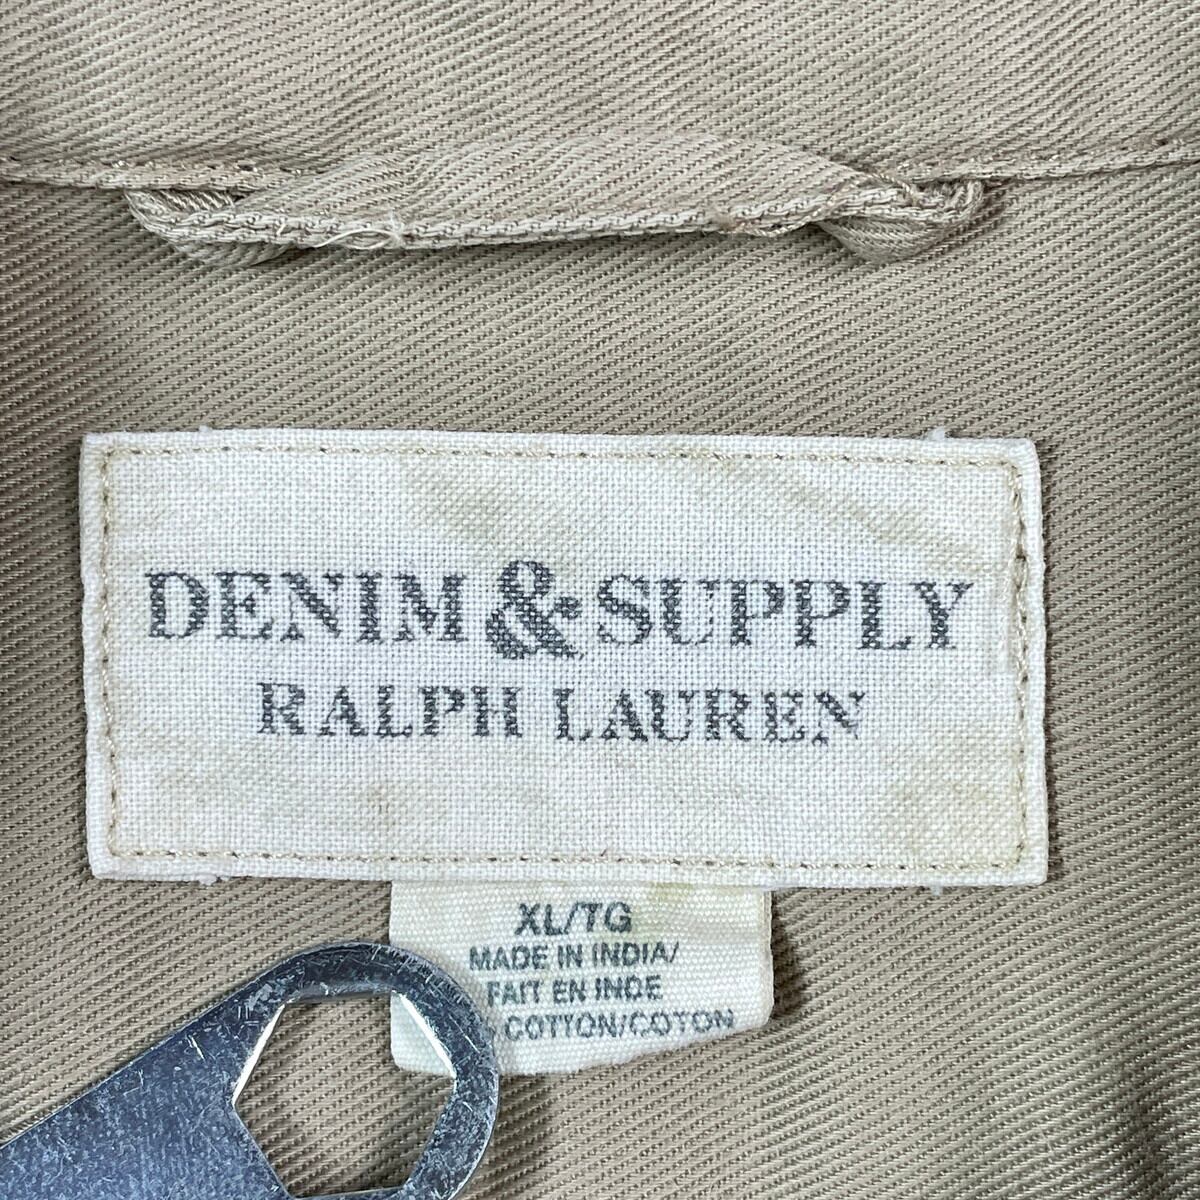 DENIM & SUPPLY
RALPH LAUREN
XL/TG
MADE IN INDIA/
FAIT EN INDE
COTTON/COTON